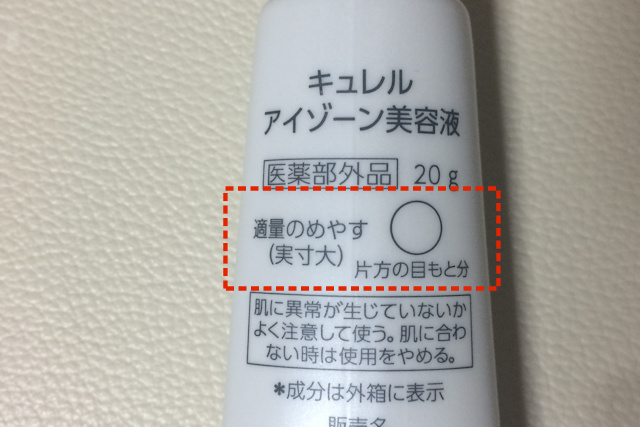 キュレル
アイゾーン美容液
医薬部外品 20g
適量のめやす
(実寸大)
片方の目もと分
肌に異常が生じていないか
よく注意して使う。肌に合わ
ない時は使用をやめる。
*成分は外箱に表示
販売名